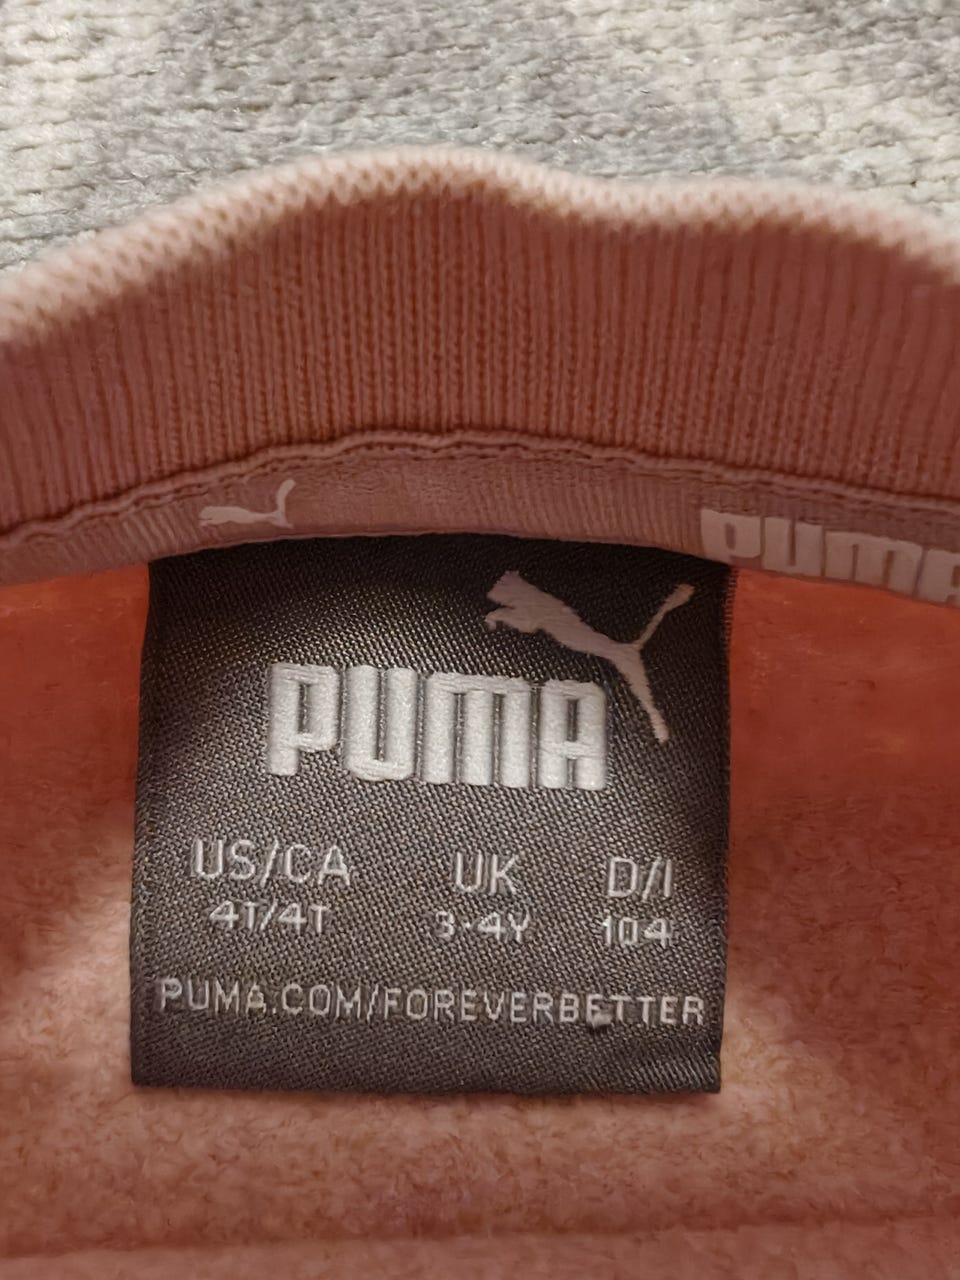 PUMA
PUMA
US/CA UK D/I
4T/4T 3-4Y 104
PUMA.COM/FOREVERBETTER